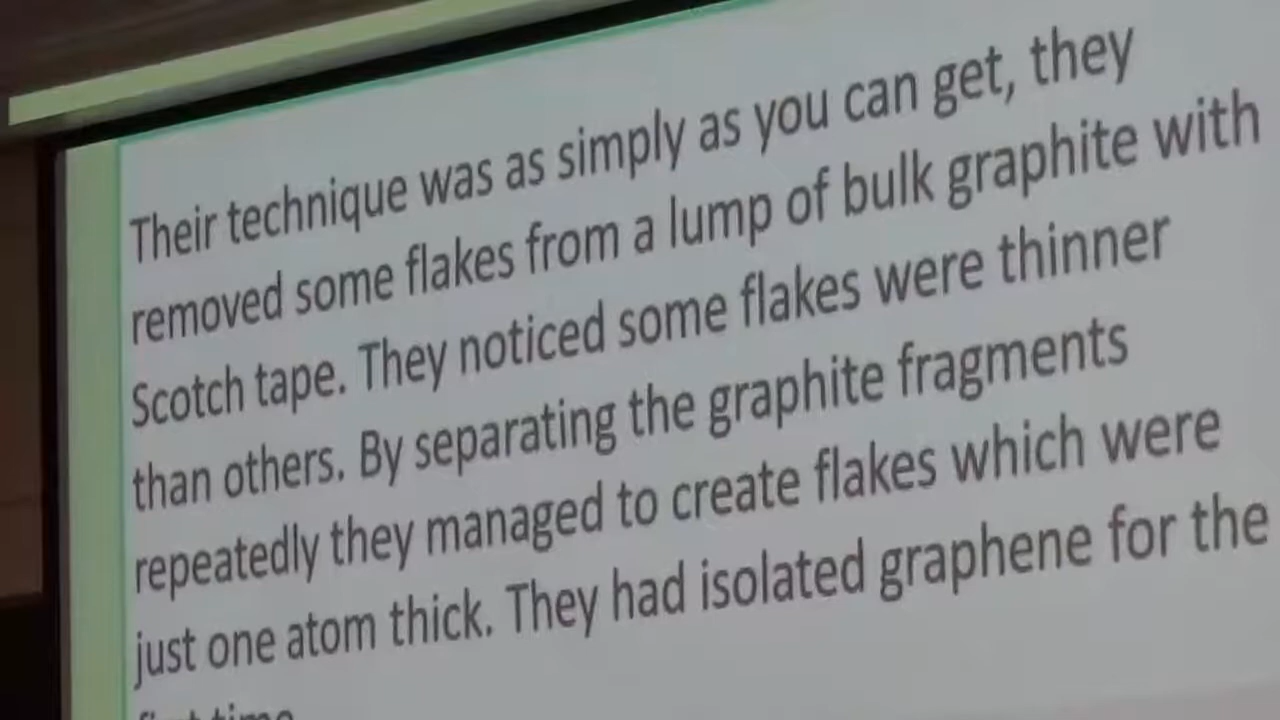 Their technique was as simply as you can get, they
removed some flakes from a lump of bulk graphite with
Scotch tape. They noticed some flakes were thinner
than others. By separating the graphite fragments
repeatedly they managed to create flakes which were
just one atom thick. They had isolated graphene for the
first time